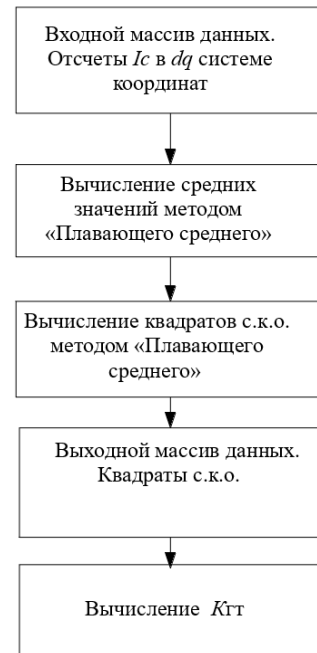 Входной массив данных.
Отсчеты Iс в dq системе
координат
Вычисление средних
значений методом
«Плавающего среднего»
Вычисление квадратов с.к.о.
методом «Плавающего
среднего»
Выходной массив данных.
Квадраты с.к.о.
Вычисление Kгт